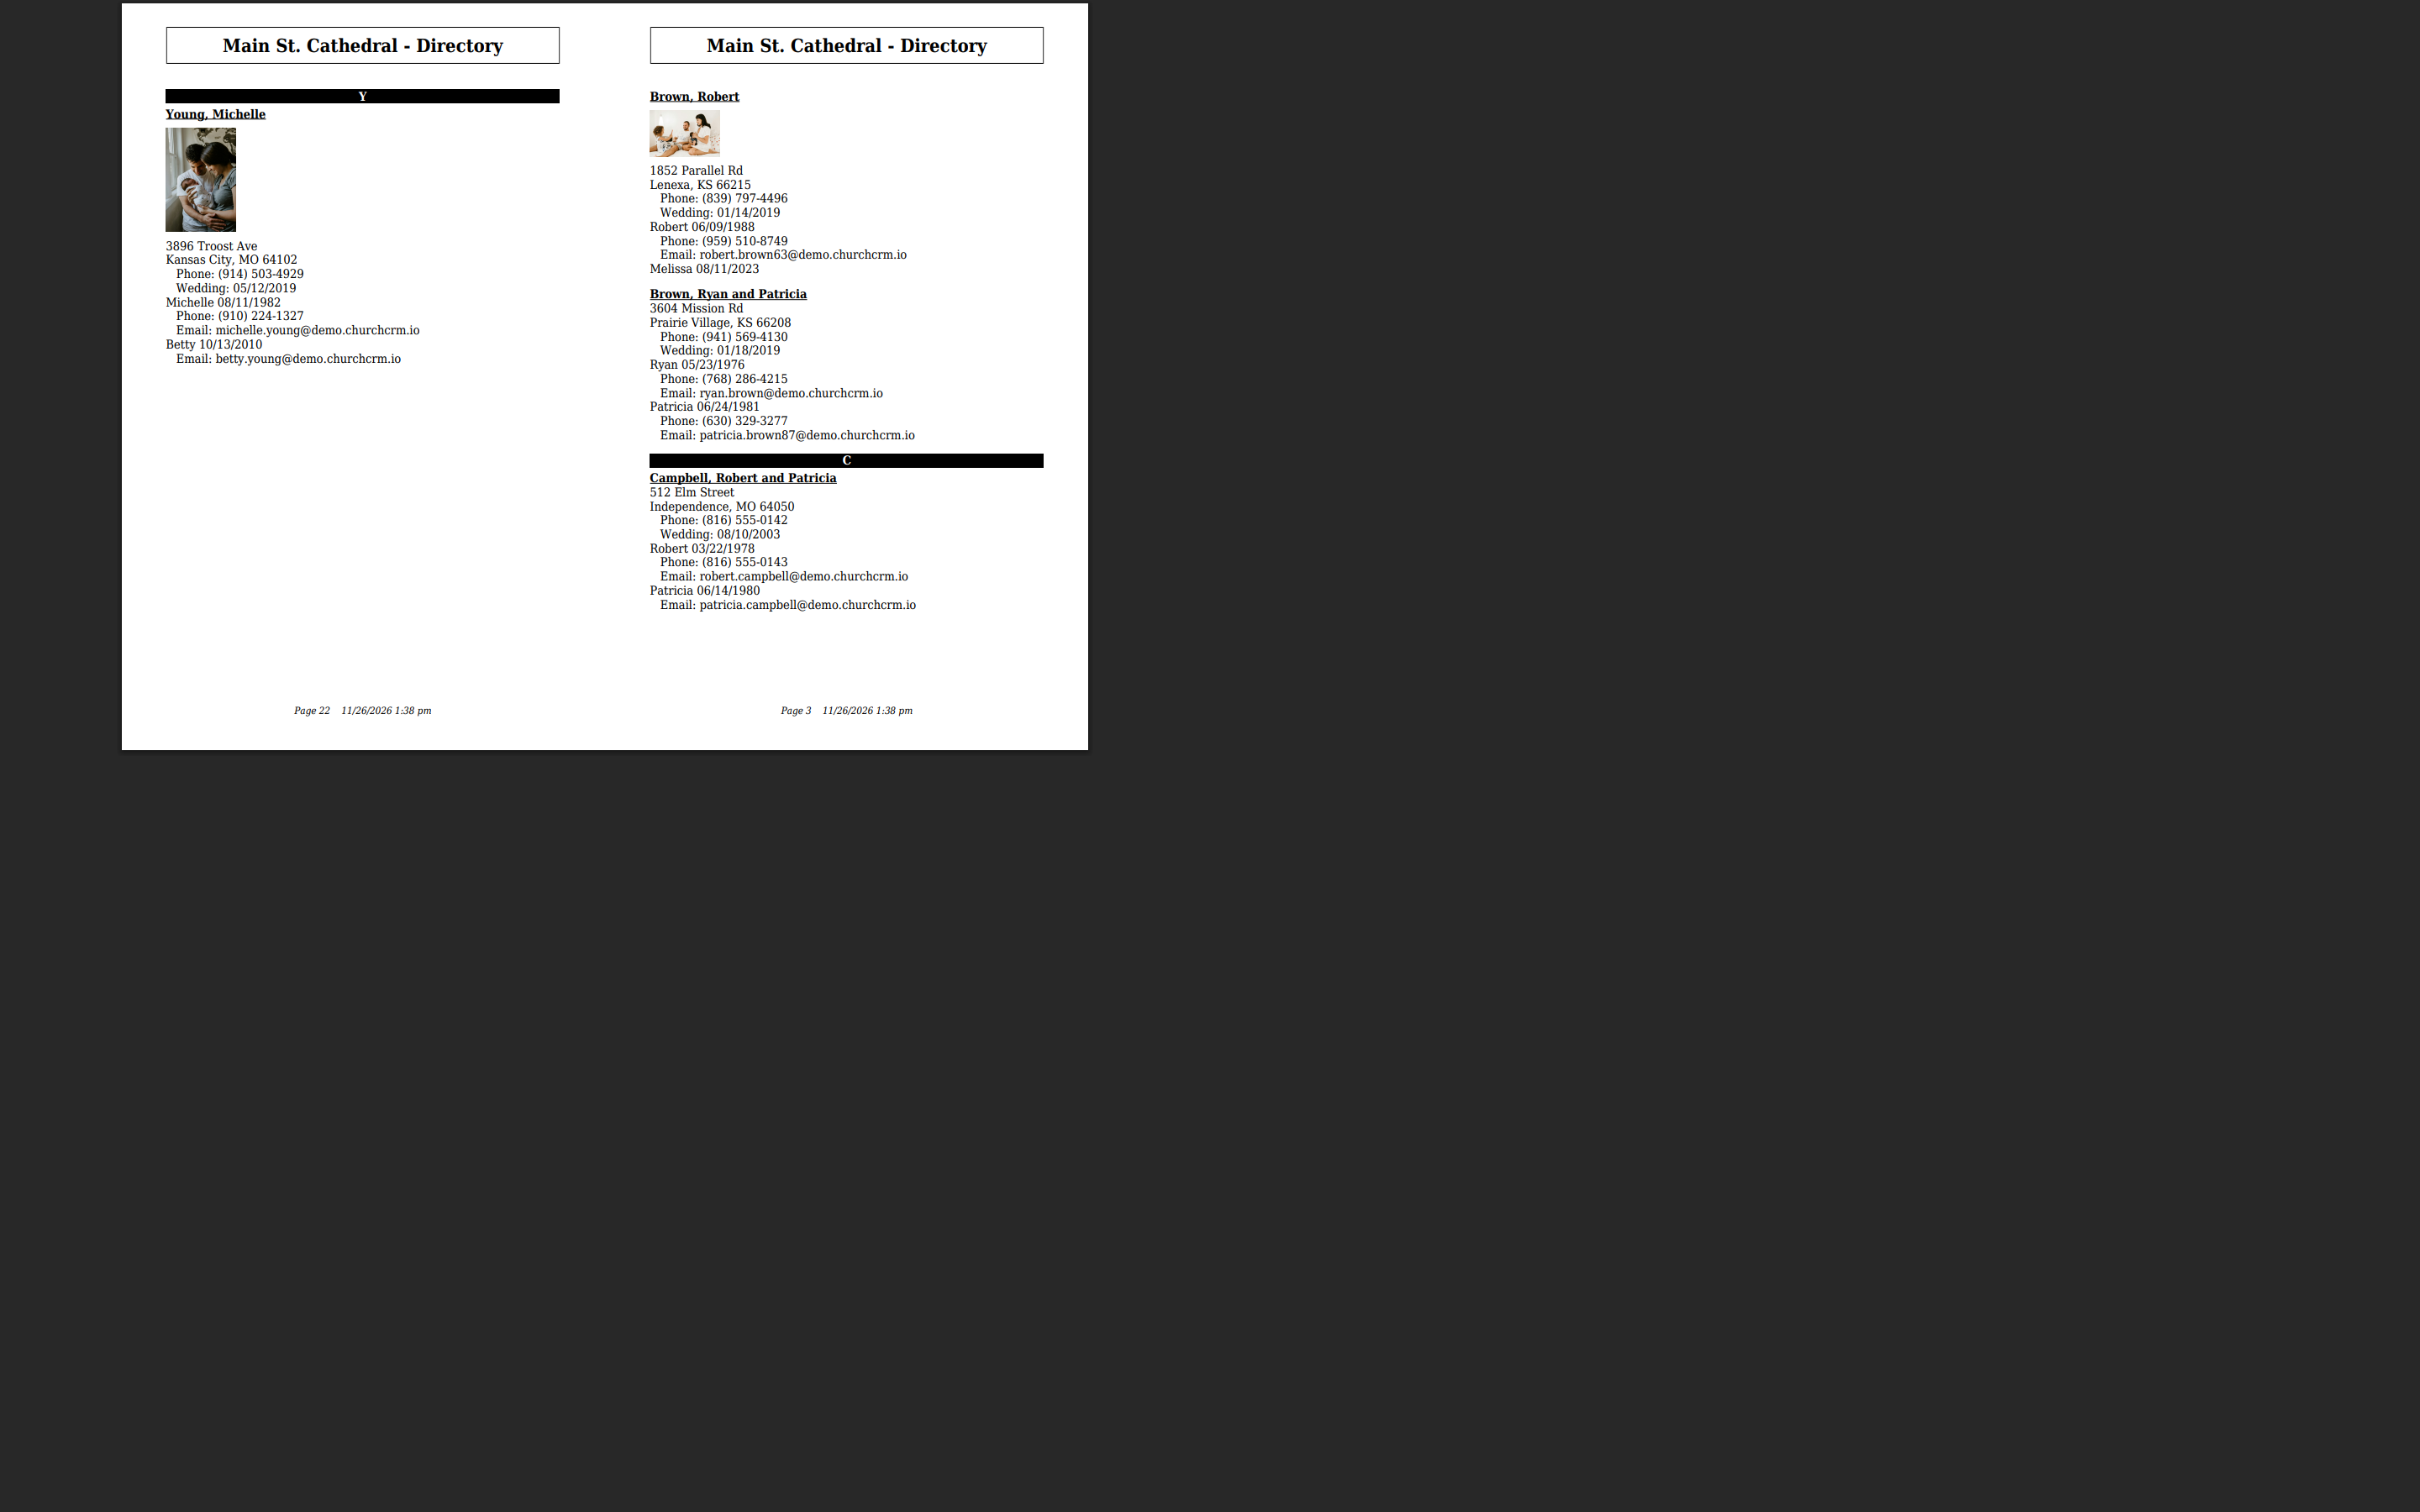 Main St. Cathedral - Directory
Y
Young, Michelle
3896 Troost Ave
Kansas City, MO 64102
Phone: (914) 503-4929
Wedding: 05/12/2019
Michelle 08/11/1982
Phone: (910) 224-1327
Email: michelle.young@demo.churchcrm.io
Betty 10/13/2010
Email: betty.young@demo.churchcrm.io
Page 22    11/26/2026 1:38 pm
Main St. Cathedral - Directory
Brown, Robert
1852 Parallel Rd
Lenexa, KS 66215
Phone: (839) 797-4496
Wedding: 01/14/2019
Robert 06/09/1988
Phone: (959) 510-8749
Email: robert.brown63@demo.churchcrm.io
Melissa 08/11/2023
Brown, Ryan and Patricia
3604 Mission Rd
Prairie Village, KS 66208
Phone: (941) 569-4130
Wedding: 01/18/2019
Ryan 05/23/1976
Phone: (768) 286-4215
Email: ryan.brown@demo.churchcrm.io
Patricia 06/24/1981
Phone: (630) 329-3277
Email: patricia.brown87@demo.churchcrm.io
C
Campbell, Robert and Patricia
512 Elm Street
Independence, MO 64050
Phone: (816) 555-0142
Wedding: 08/10/2003
Robert 03/22/1978
Phone: (816) 555-0143
Email: robert.campbell@demo.churchcrm.io
Patricia 06/14/1980
Email: patricia.campbell@demo.churchcrm.io
Page 3    11/26/2026 1:38 pm